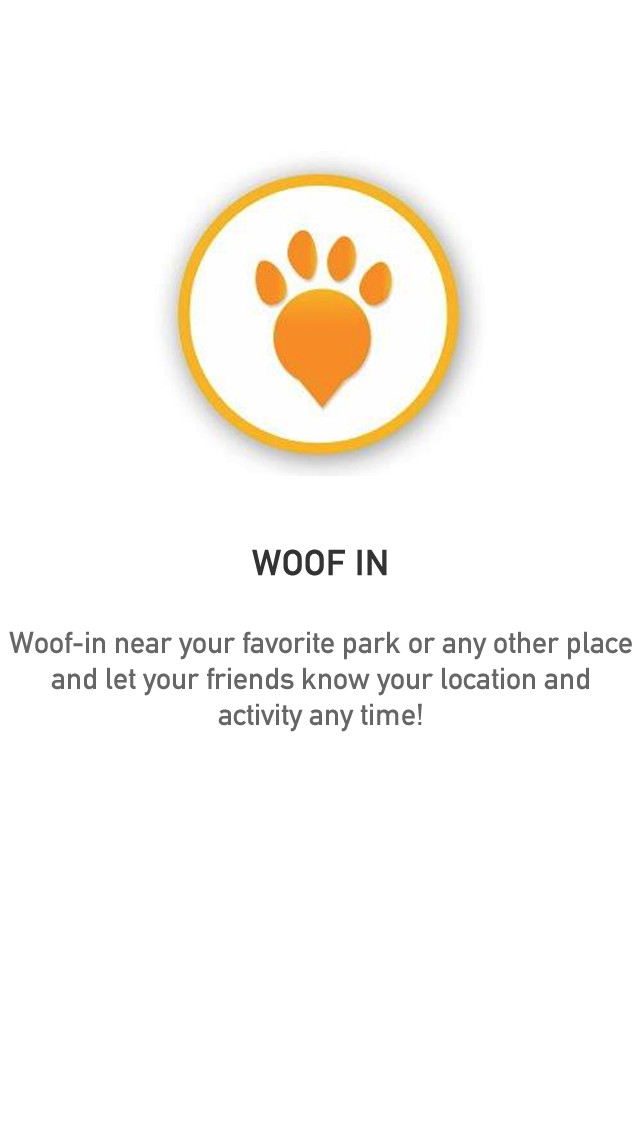 WOOF IN
Woof-in near your favorite park or any other place
and let your friends know your location and
activity any time!